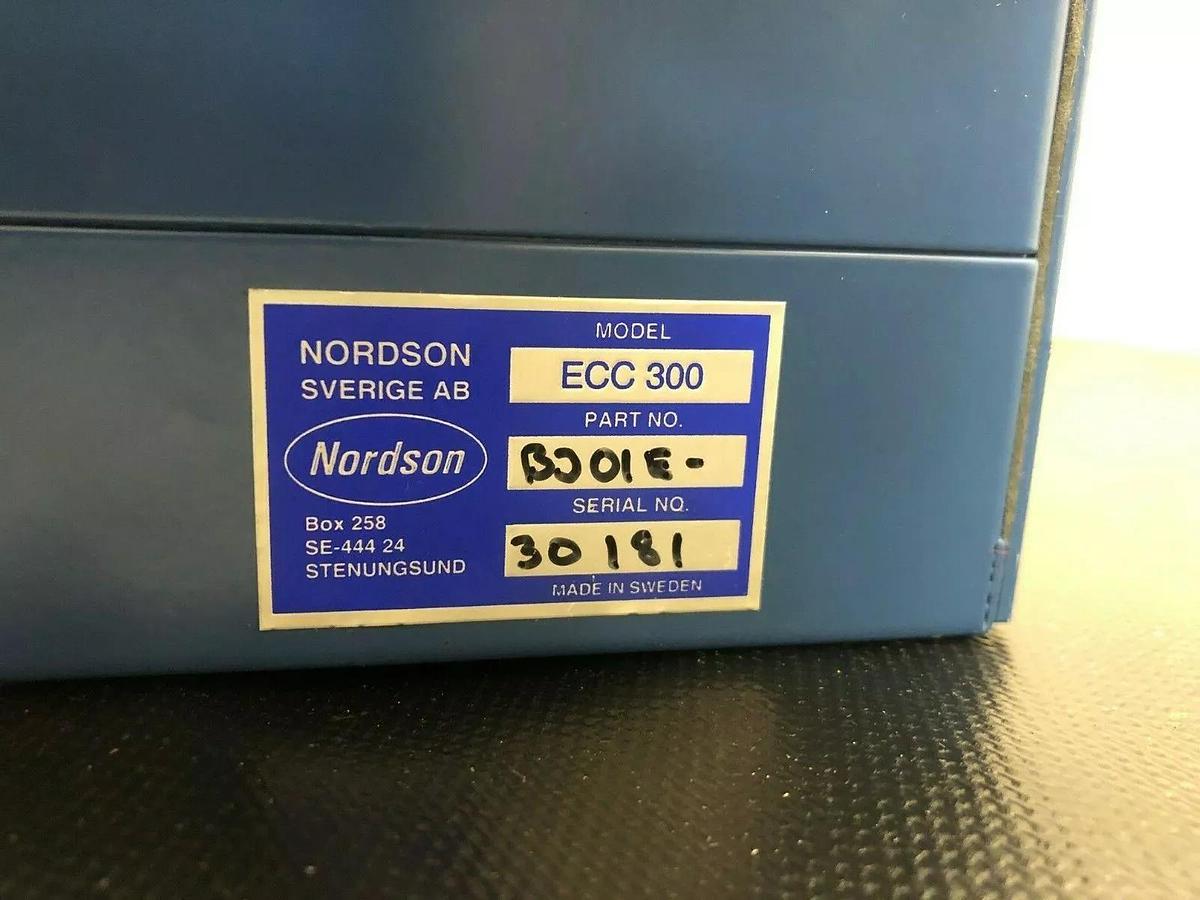 NORDSON
SVERIGE AB
Nordson
Box 258
SE-444 24
STENUNGSUND
MODEL
ECC 300
PART NO.
SERIAL NO.
30181
MADE IN SWEDEN